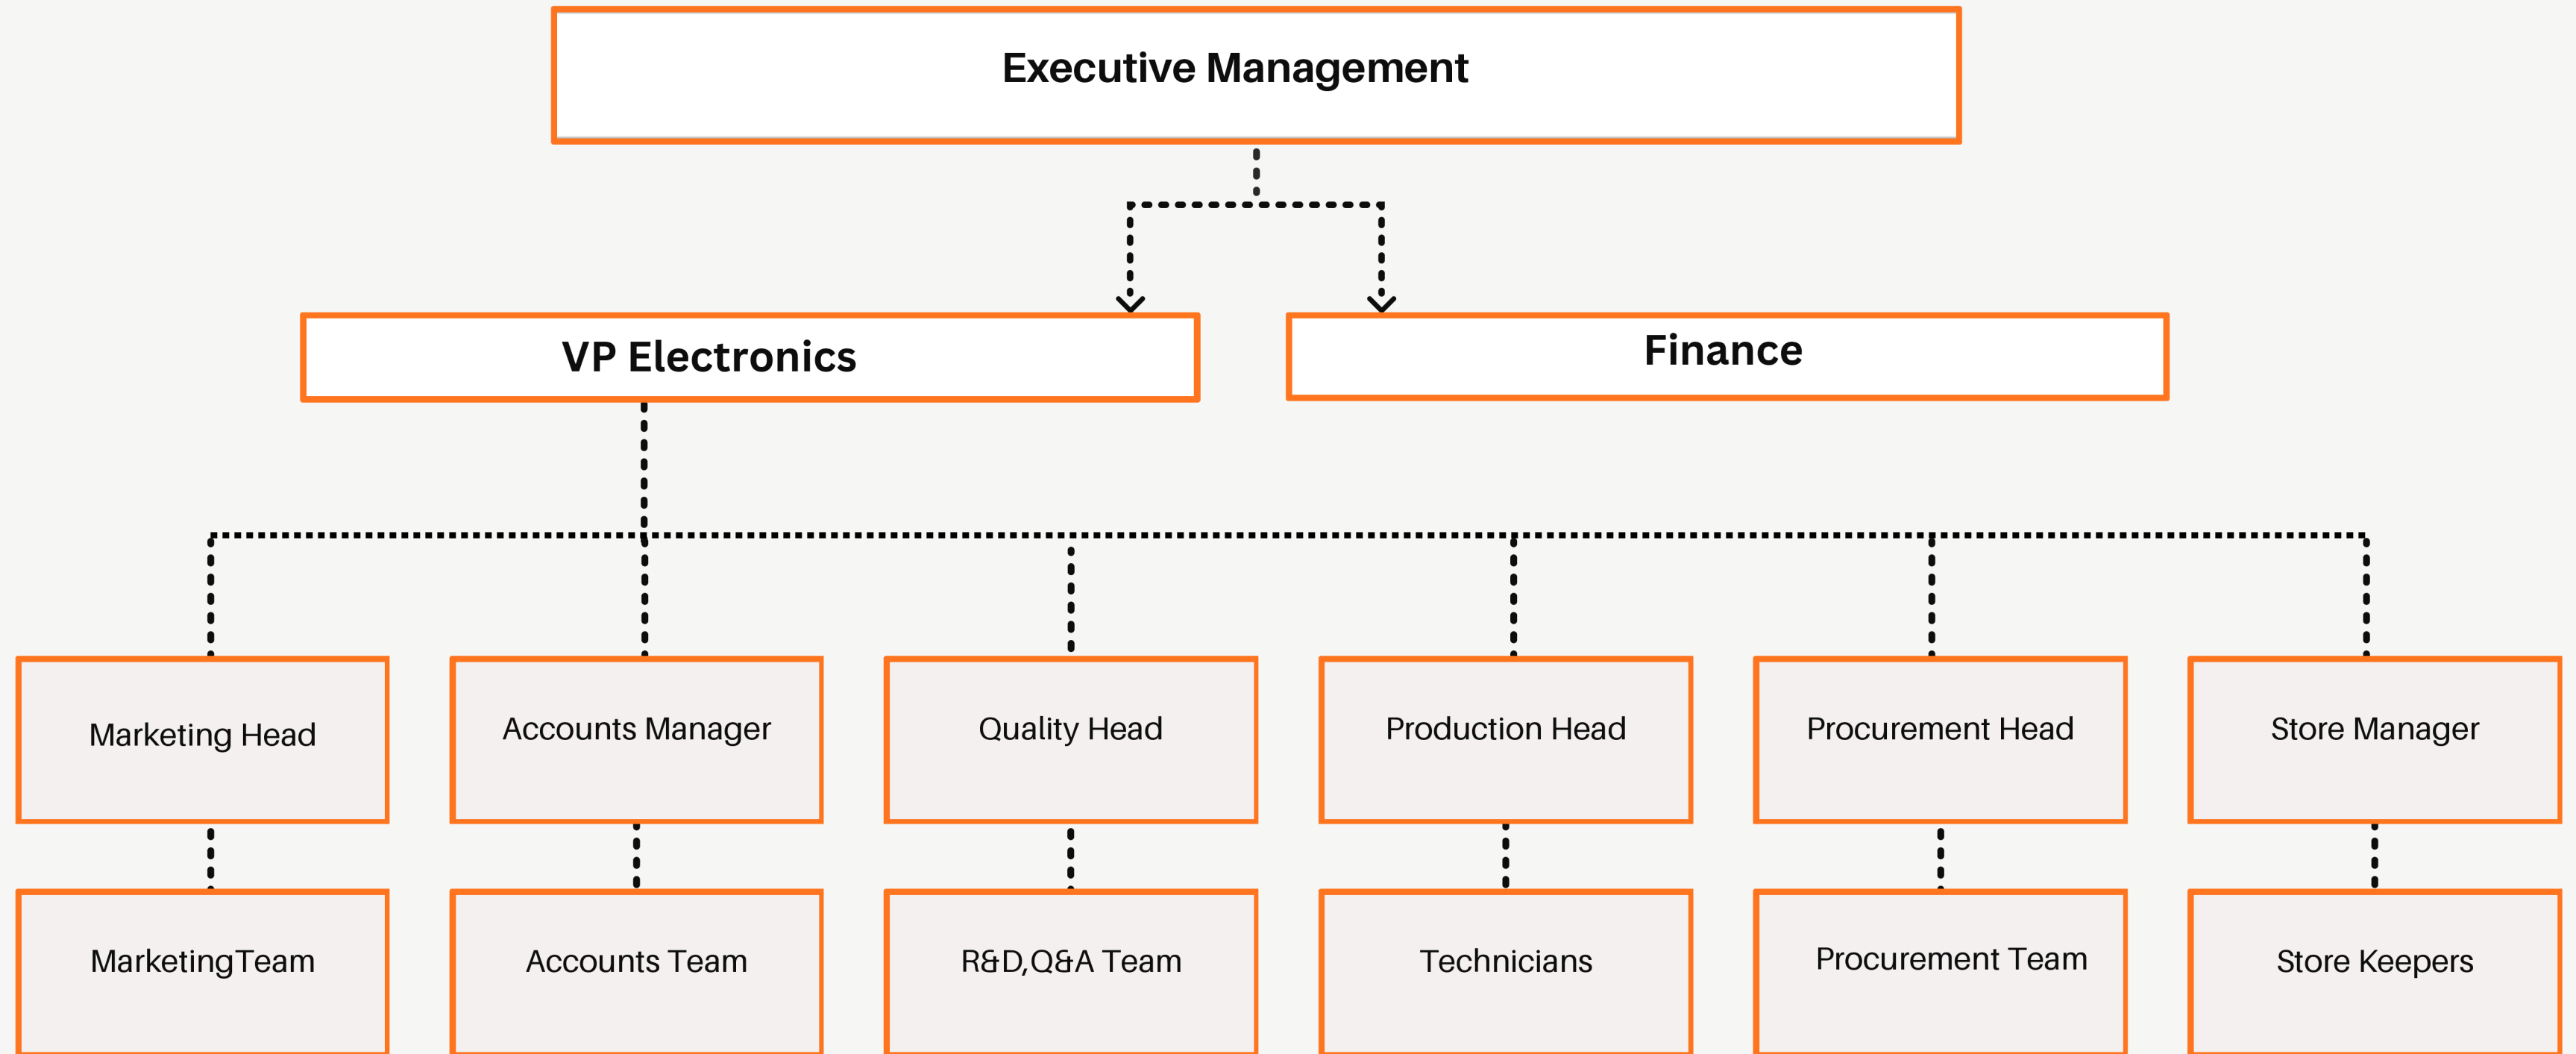 Executive Management
VP Electronics
Finance
Marketing Head
Accounts Manager
Quality Head
Production Head
Procurement Head
Store Manager
MarketingTeam
Accounts Team
R&D,Q&A Team
Technicians
Procurement Team
Store Keepers